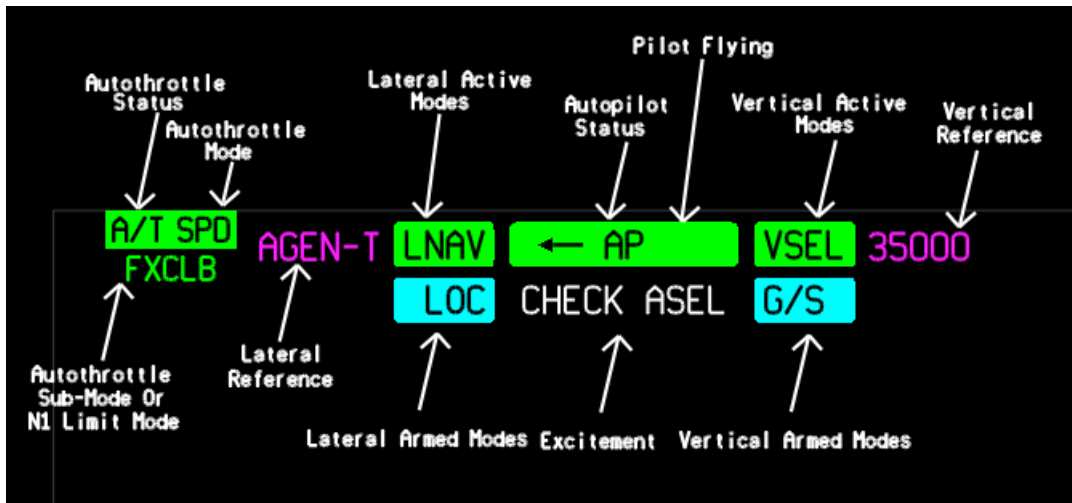 Pilot Flying
Autothrottle
Status
Lateral Active
Modes
Autopilot
Status
Vertical Active
Modes
Vertical
Reference
Autothrottle
Mode
A/T SPD
FXCLB
AGEN-T
LNAV
← AP
VSEL
35000
LOC
CHECK ASEL
G/S
Autothrottle
Sub-Mode Or
N1 Limit Mode
Lateral
Reference
Lateral Armed Modes
Excitement
Vertical Armed Modes